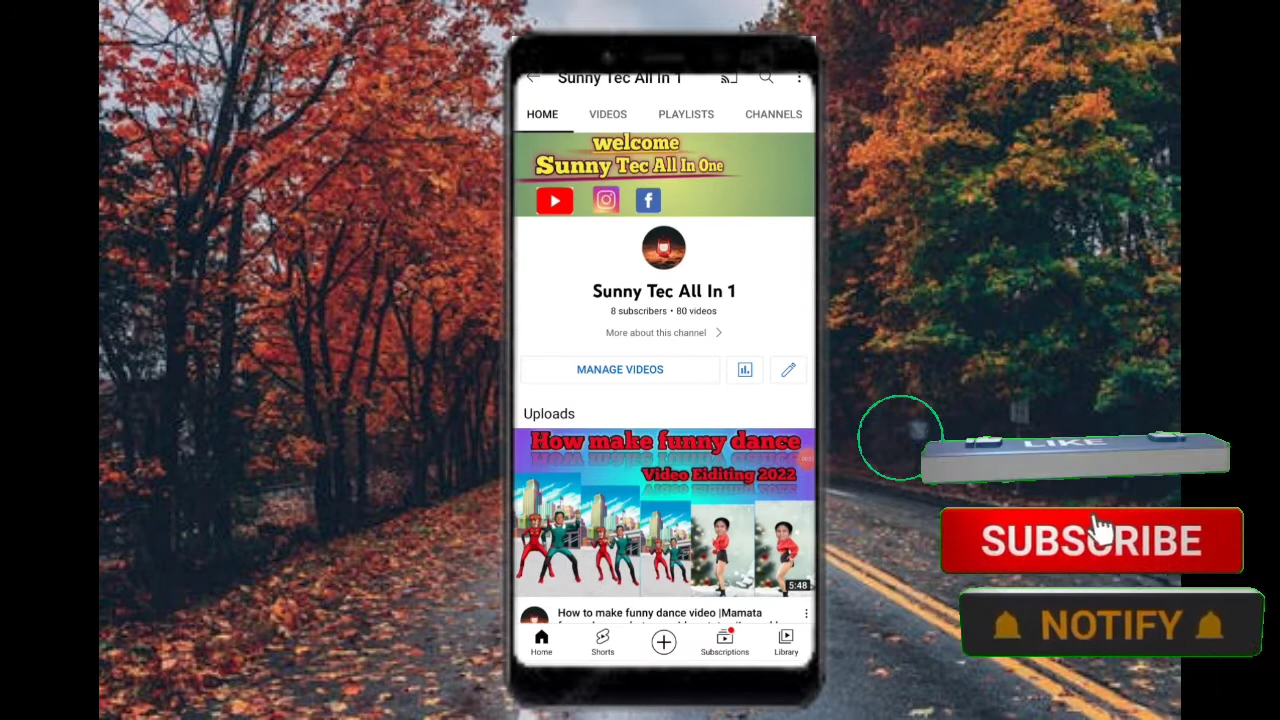 Sunny Tec All In 1
HOME VIDEOS PLAYLISTS CHANNELS
welcome
Sunny Tec All In One
Sunny Tec All In 1
8 subscribers • 80 videos
More about this channel
MANAGE VIDEOS
Uploads
How make funny dance
Video Eiditing 2022
5:48
How to make funny dance video |Mamata
Home Shorts Subscriptions Library
LIKE
SUBSCRIBE
NOTIFY